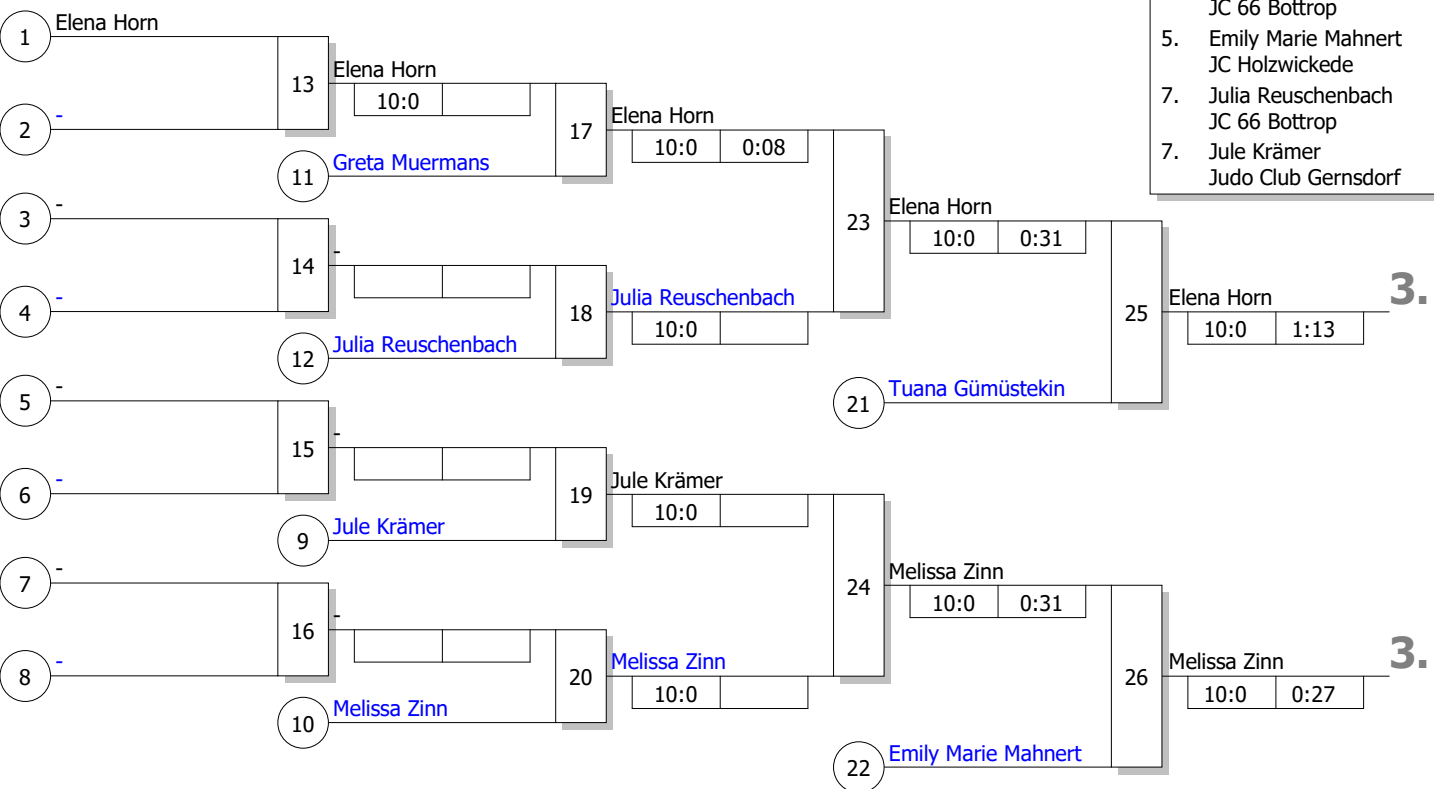 JC 66 Bottrop
5. Emily Marie Mahnert
JC Holzwickede
7. Julia Reuschenbach
JC 66 Bottrop
7. Jule Krämer
Judo Club Gernsdorf
1 Elena Horn
2 -
13 Elena Horn
10:0
11 Greta Muermans
17 Elena Horn
10:0 0:08
3 -
4 -
14 -
12 Julia Reuschenbach
18 Julia Reuschenbach
10:0
23 Elena Horn
10:0 0:31
21 Tuana Gümüstekin
25 Elena Horn 3.
10:0 1:13
5 -
6 -
15 -
9 Jule Krämer
19 Jule Krämer
10:0
7 -
8 -
16 -
10 Melissa Zinn
20 Melissa Zinn
10:0
24 Melissa Zinn
10:0 0:31
22 Emily Marie Mahnert
26 Melissa Zinn 3.
10:0 0:27